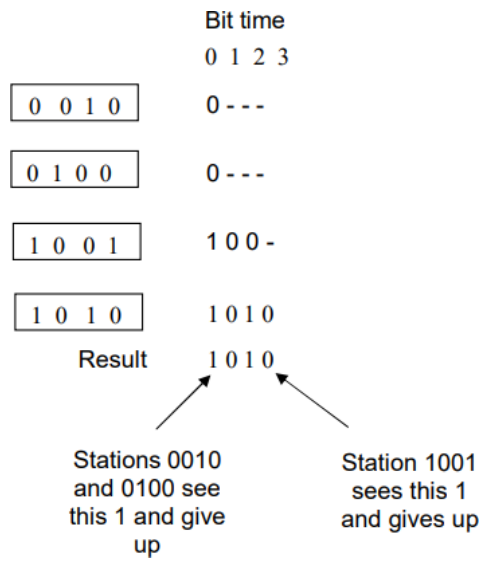 Bit time
0 1 2 3
0 0 1 0 0 - - -
0 1 0 0 0 - - -
1 0 0 1 1 0 0 -
1 0 1 0 1 0 1 0
Result 1 0 1 0
Stations 0010
and 0100 see
this 1 and give
up
Station 1001
sees this 1
and gives up